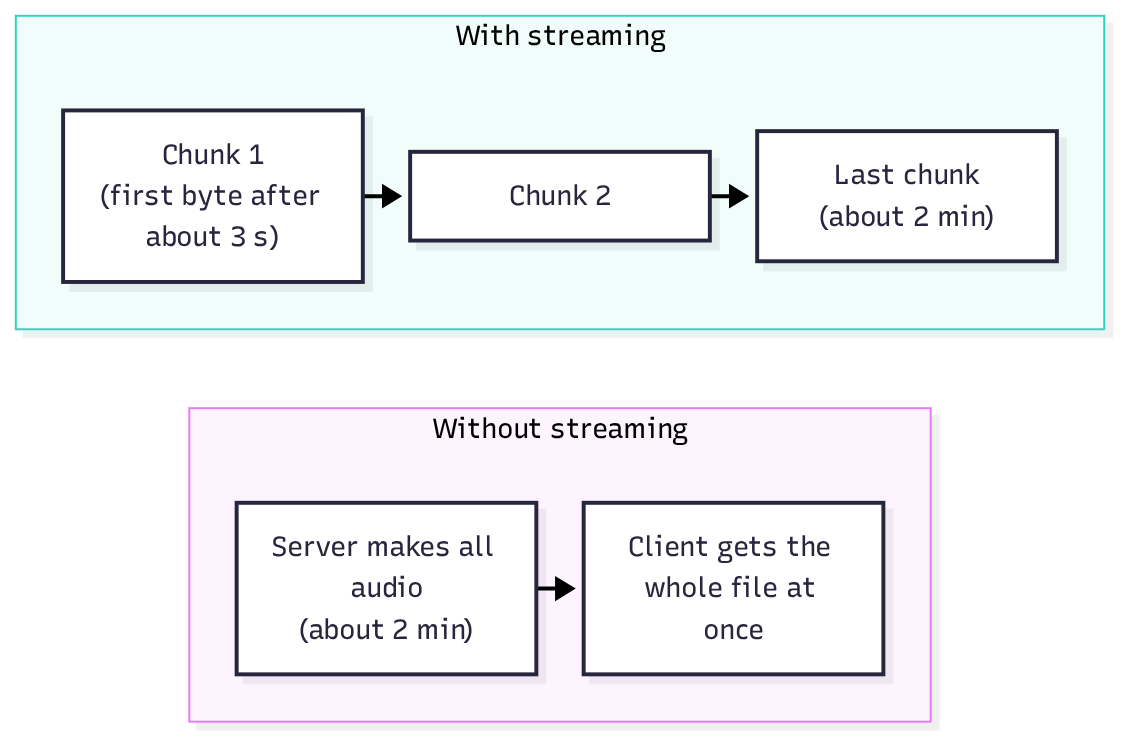 With streaming
Chunk 1
(first byte after
about 3 s)
Chunk 2
Last chunk
(about 2 min)
Without streaming
Server makes all
audio
(about 2 min)
Client gets the
whole file at
once